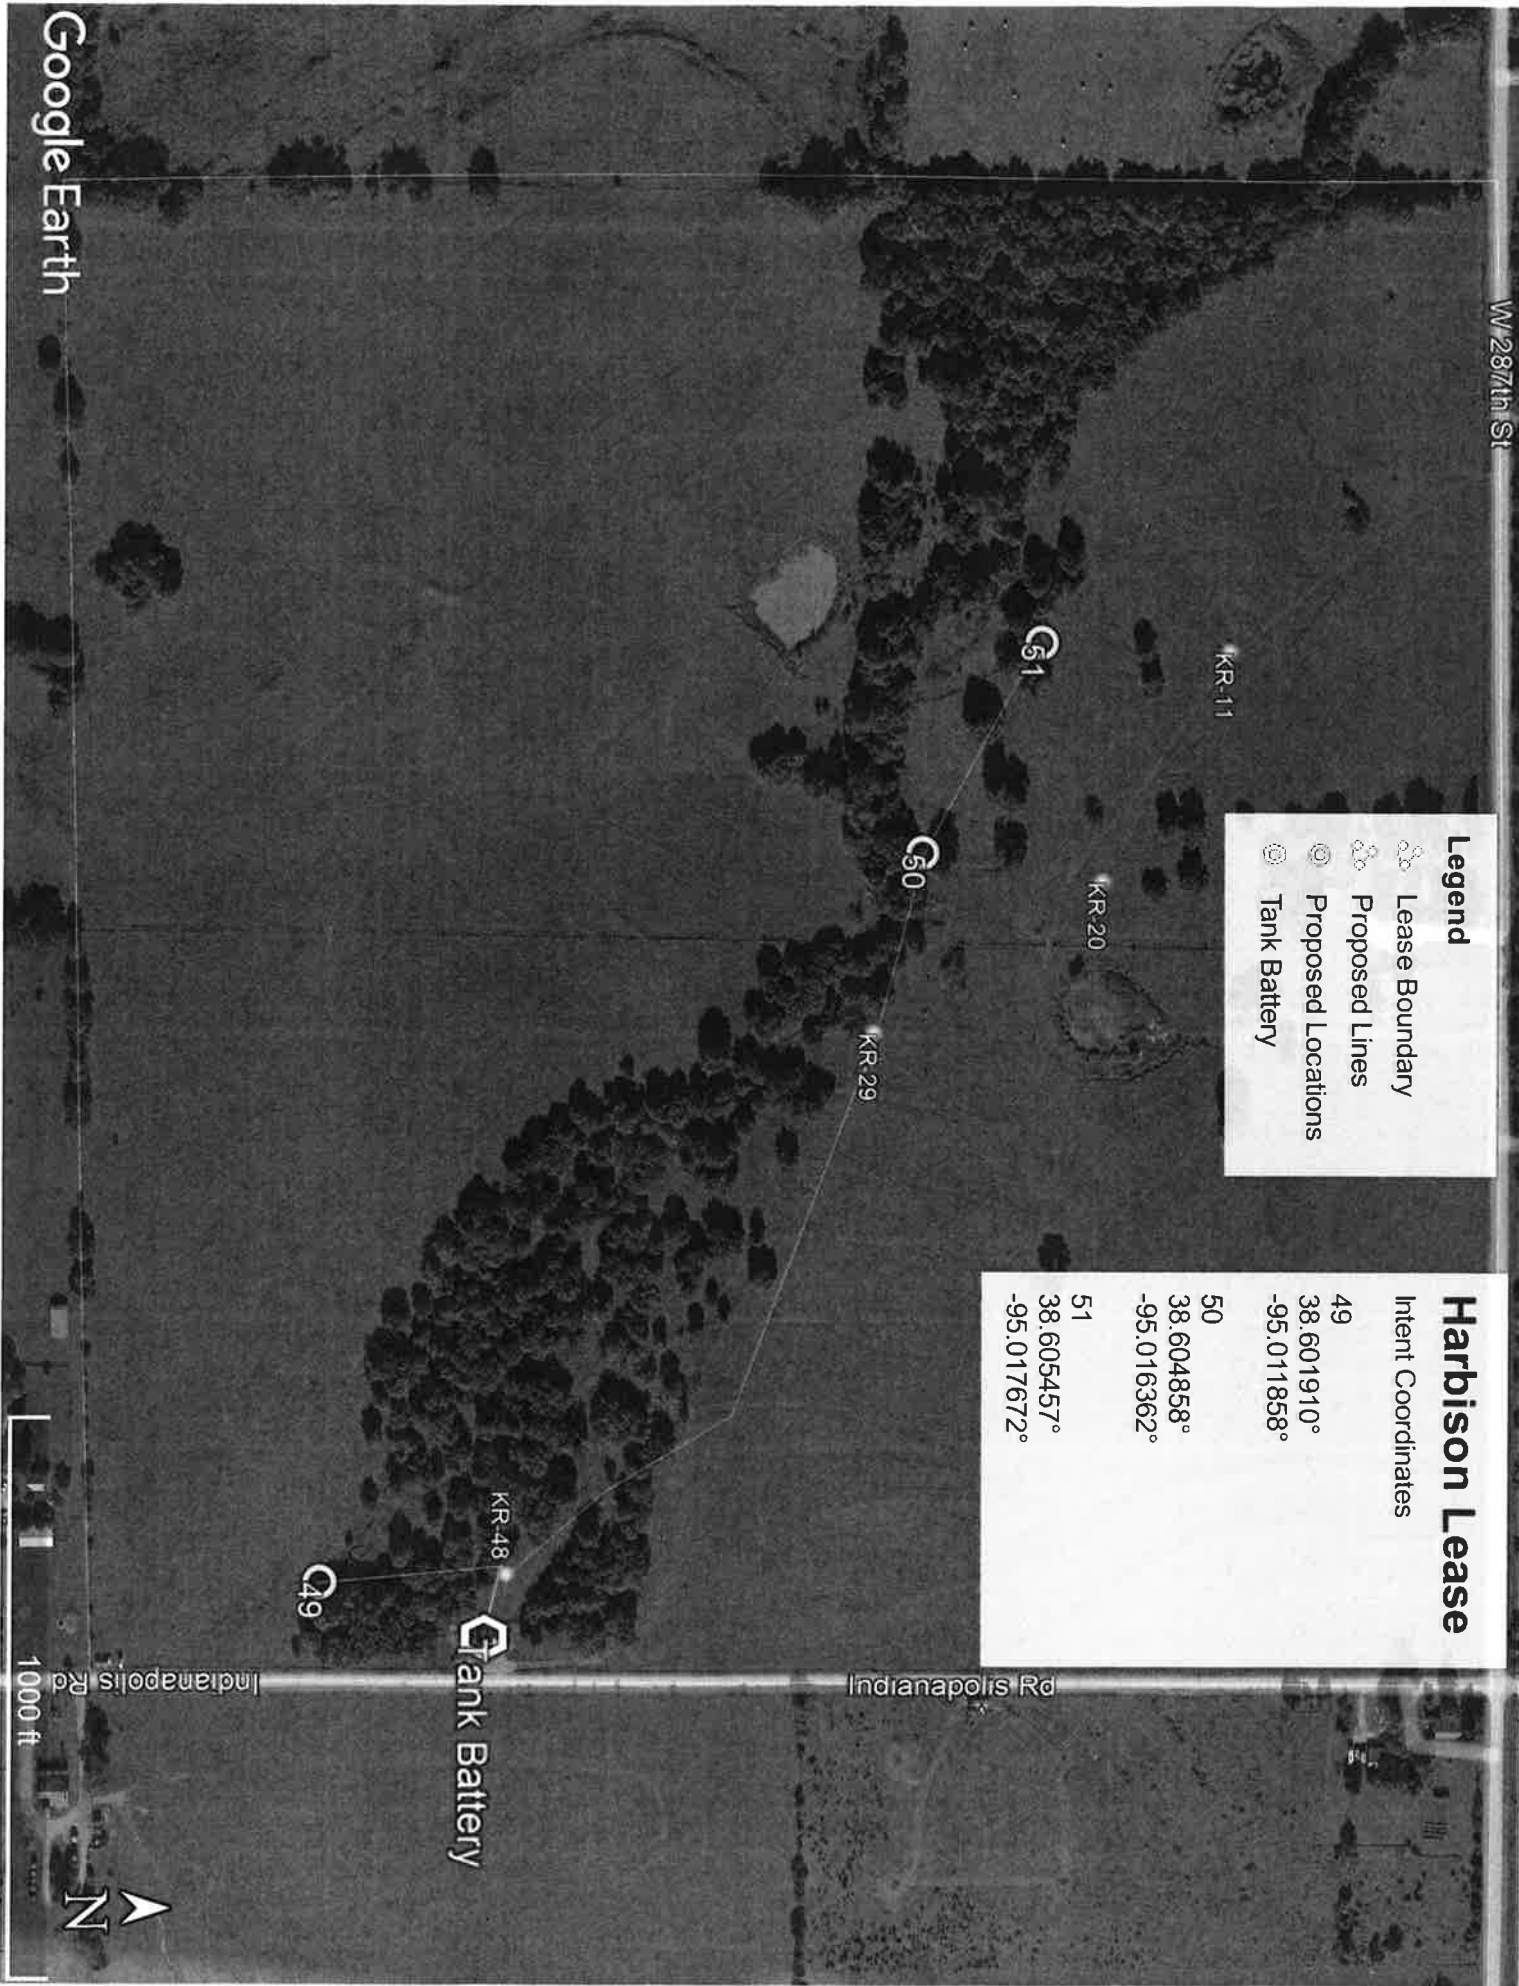 Harbison Lease
Intent Coordinates
49
38.601910°
-95.011858°
50
38.604858°
-95.016362°
51
38.605457°
-95.017672°
Legend
Lease Boundary
Proposed Lines
Proposed Locations
Tank Battery
W 287th St
KR-11
KR-20
51
50
KR-29
KR-48
49
Tank Battery
Indianapolis Rd
Indianapolis Rd
Google Earth
1000 ft
N